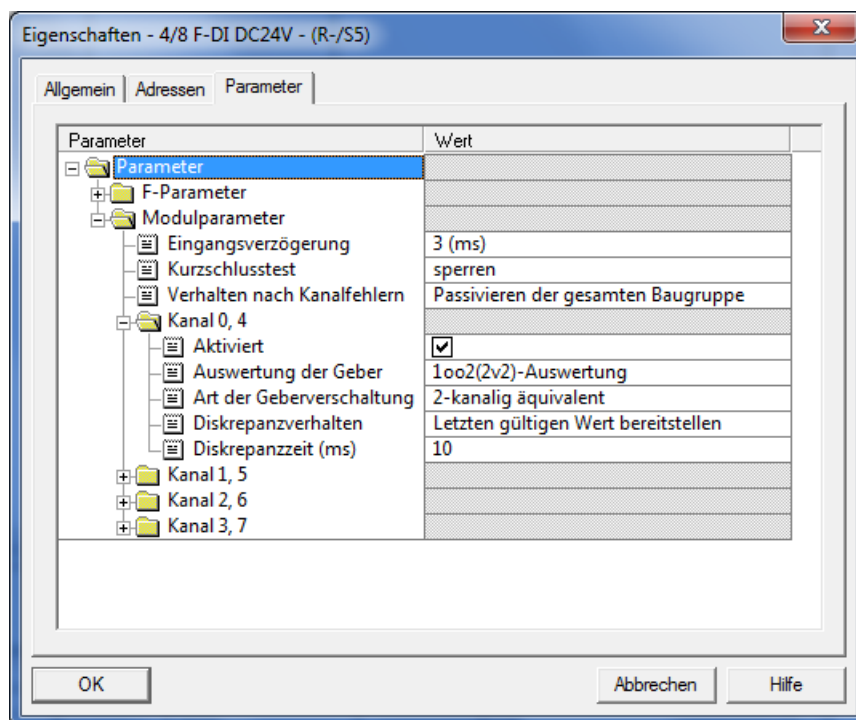 Eigenschaften - 4/8 F-DI DC24V - (R-/S5)
Allgemein Adressen Parameter
Parameter Wert
Parameter
F-Parameter
Modulparameter
Eingangsverzögerung 3 (ms)
Kurzschlusstest sperren
Verhalten nach Kanalfehlern Passivieren der gesamten Baugruppe
Kanal 0, 4
Aktiviert
Auswertung der Geber 1oo2(2v2)-Auswertung
Art der Geberverschaltung 2-kanalig äquivalent
Diskrepanzverhalten Letzten gültigen Wert bereitstellen
Diskrepanzzeit (ms) 10
Kanal 1, 5
Kanal 2, 6
Kanal 3, 7
OK Abbrechen Hilfe